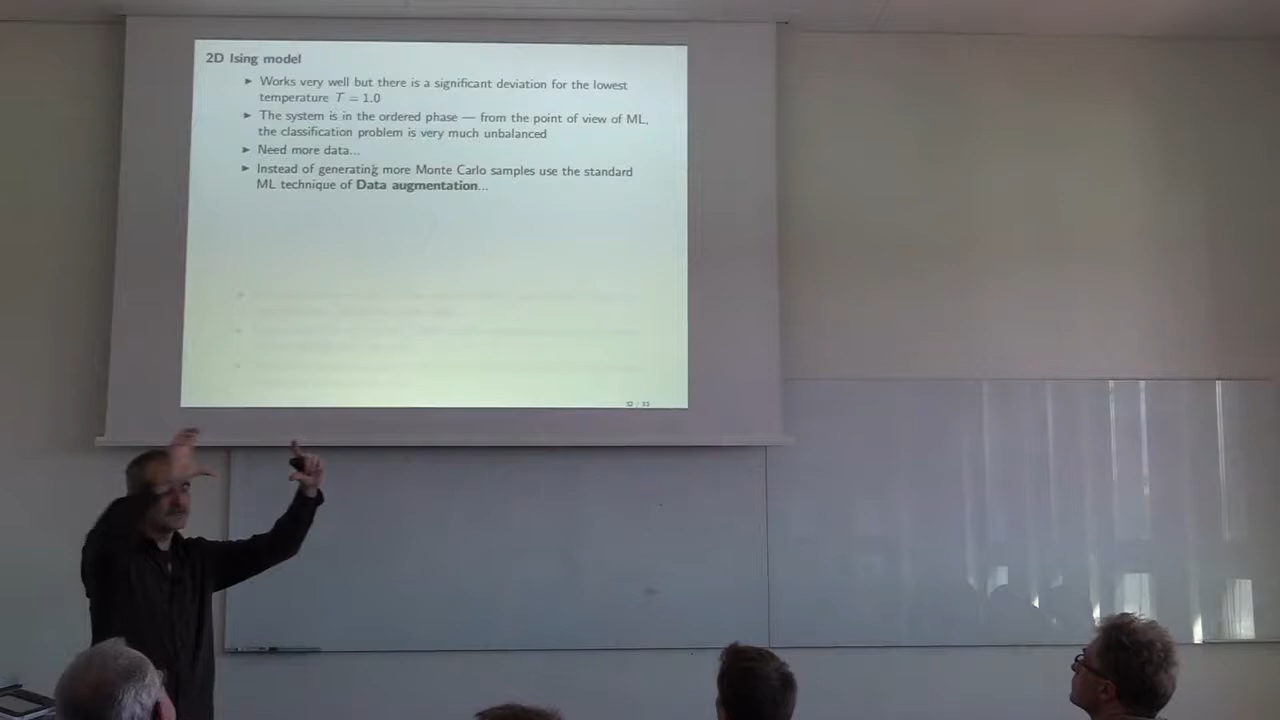 2D Ising model
► Works very well but there is a significant deviation for the lowest
temperature T = 1.0
► The system is in the ordered phase — from the point of view of ML,
the classification problem is very much unbalanced
► Need more data...
► Instead of generating more Monte Carlo samples use the standard
ML technique of Data augmentation...
32 / 33